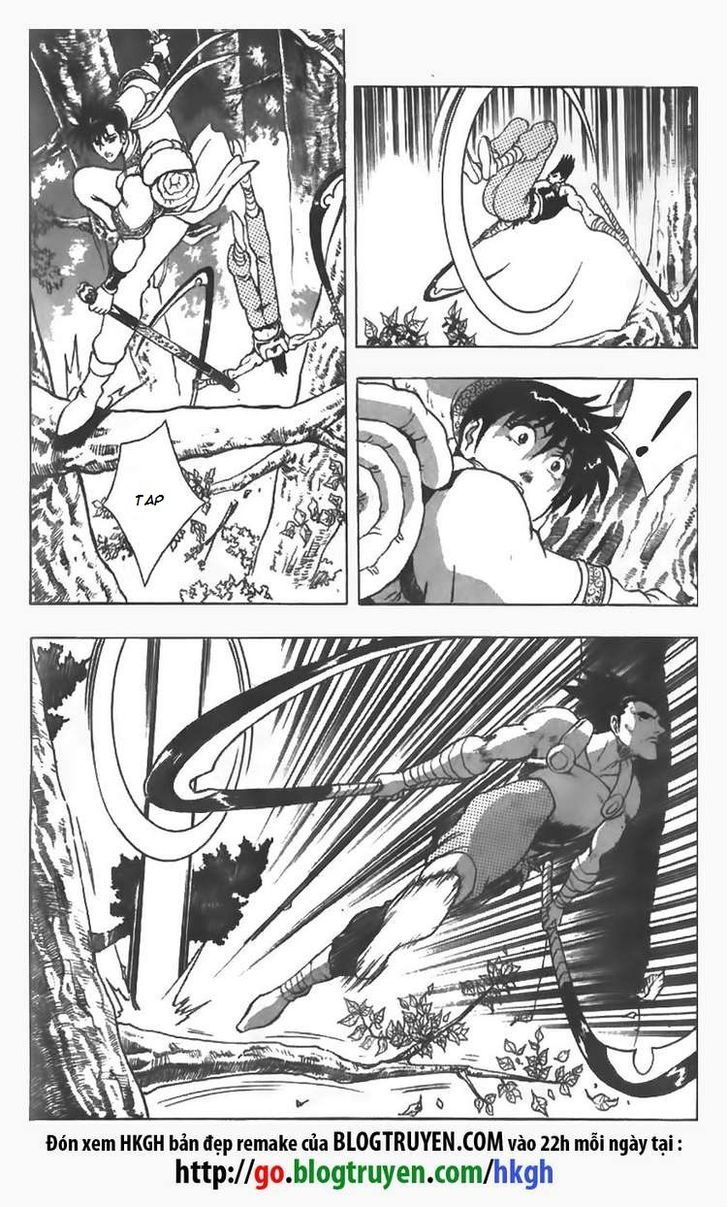 TAP
!
Đón xem HKGH bản đẹp remake của BLOGTRUYEN.COM vào 22h mỗi ngày tại :
http://go.blogtruyen.com/hkgh